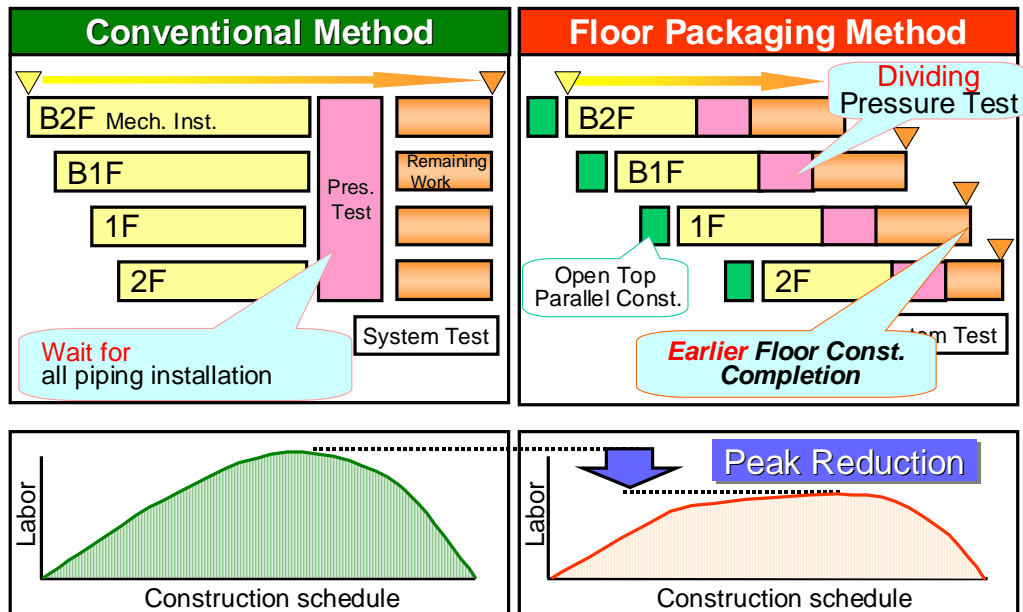 Conventional Method
B2F Mech. Inst.
B1F
1F
2F
Pres.
Test
Remaining
Work
Wait for
all piping installation
System Test
Floor Packaging Method
Dividing
Pressure Test
B2F
B1F
1F
2F
Open Top
Parallel Const.
Earlier Floor Const.
Completion
Test
Labor
Construction schedule
Peak Reduction
Labor
Construction schedule